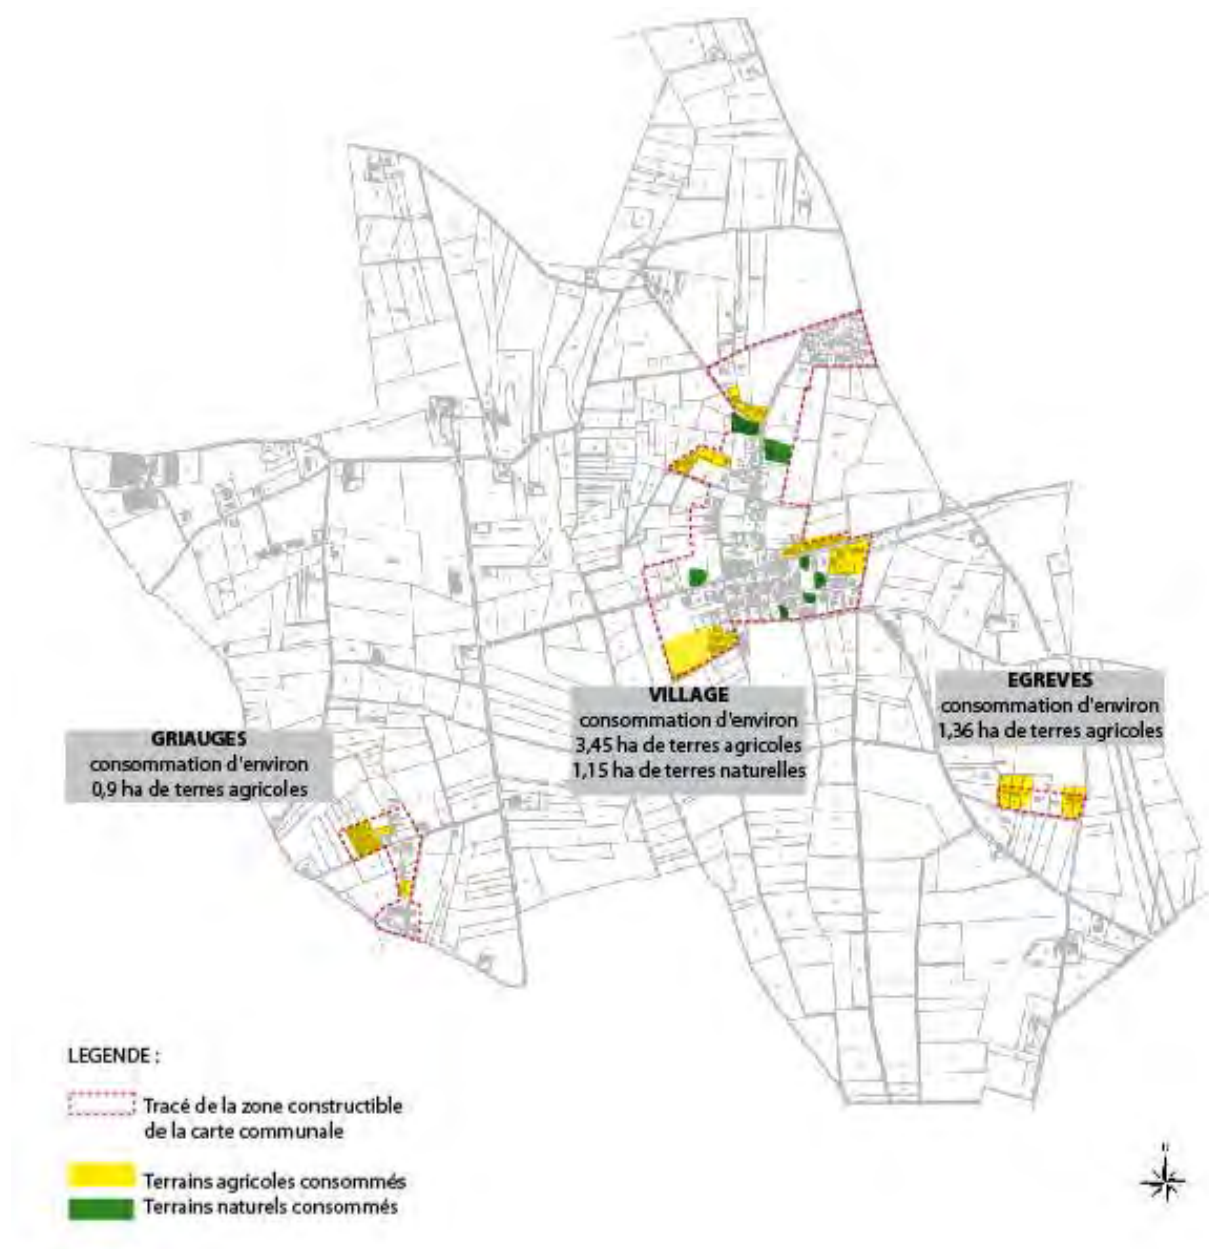 EGREVES
consommation d'environ
1,36 ha de terres agricoles
VILLAGE
consommation d'environ
3,45 ha de terres agricoles
1,15 ha de terres naturelles
GRIAUGES
consommation d'environ
0,9 ha de terres agricoles
LEGENDE :
Tracé de la zone constructible
de la carte communale
Terrains agricoles consommés
Terrains naturels consommés